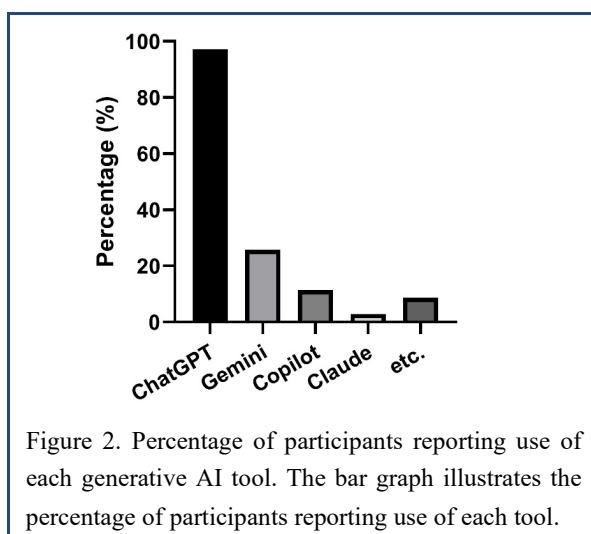 Percentage (%)
100
80
60
40
20
0
ChatGPT
Gemini
Copilot
Claude
etc.
Figure 2. Percentage of participants reporting use of
each generative AI tool. The bar graph illustrates the
percentage of participants reporting use of each tool.